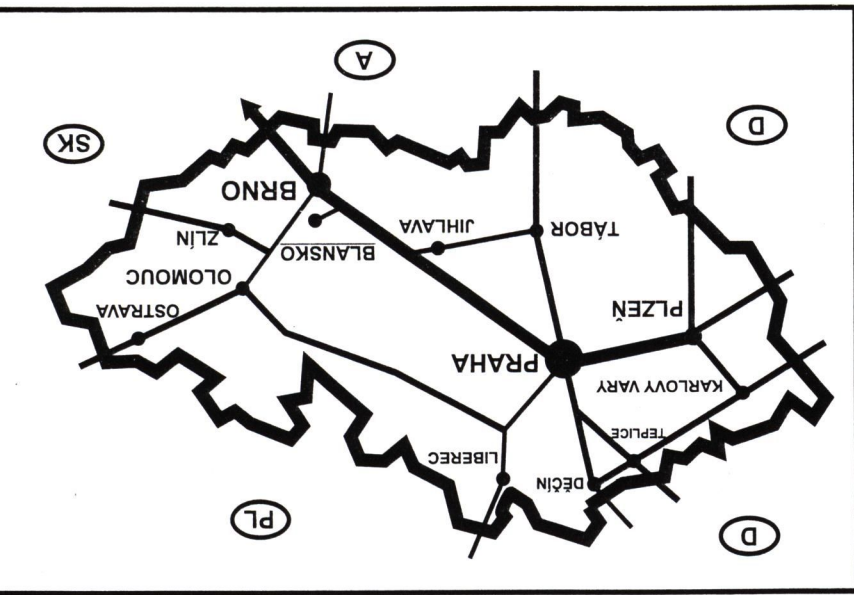 D
PL
DĚČÍN
LIBEREC
TEPLICE
KARLOVY VARY
PRAHA
OSTRAVA
PLZEŇ
OLOMOUC
TÁBOR
JIHLAVA
BLANSKO
ZLÍN
BRNO
D
SK
A